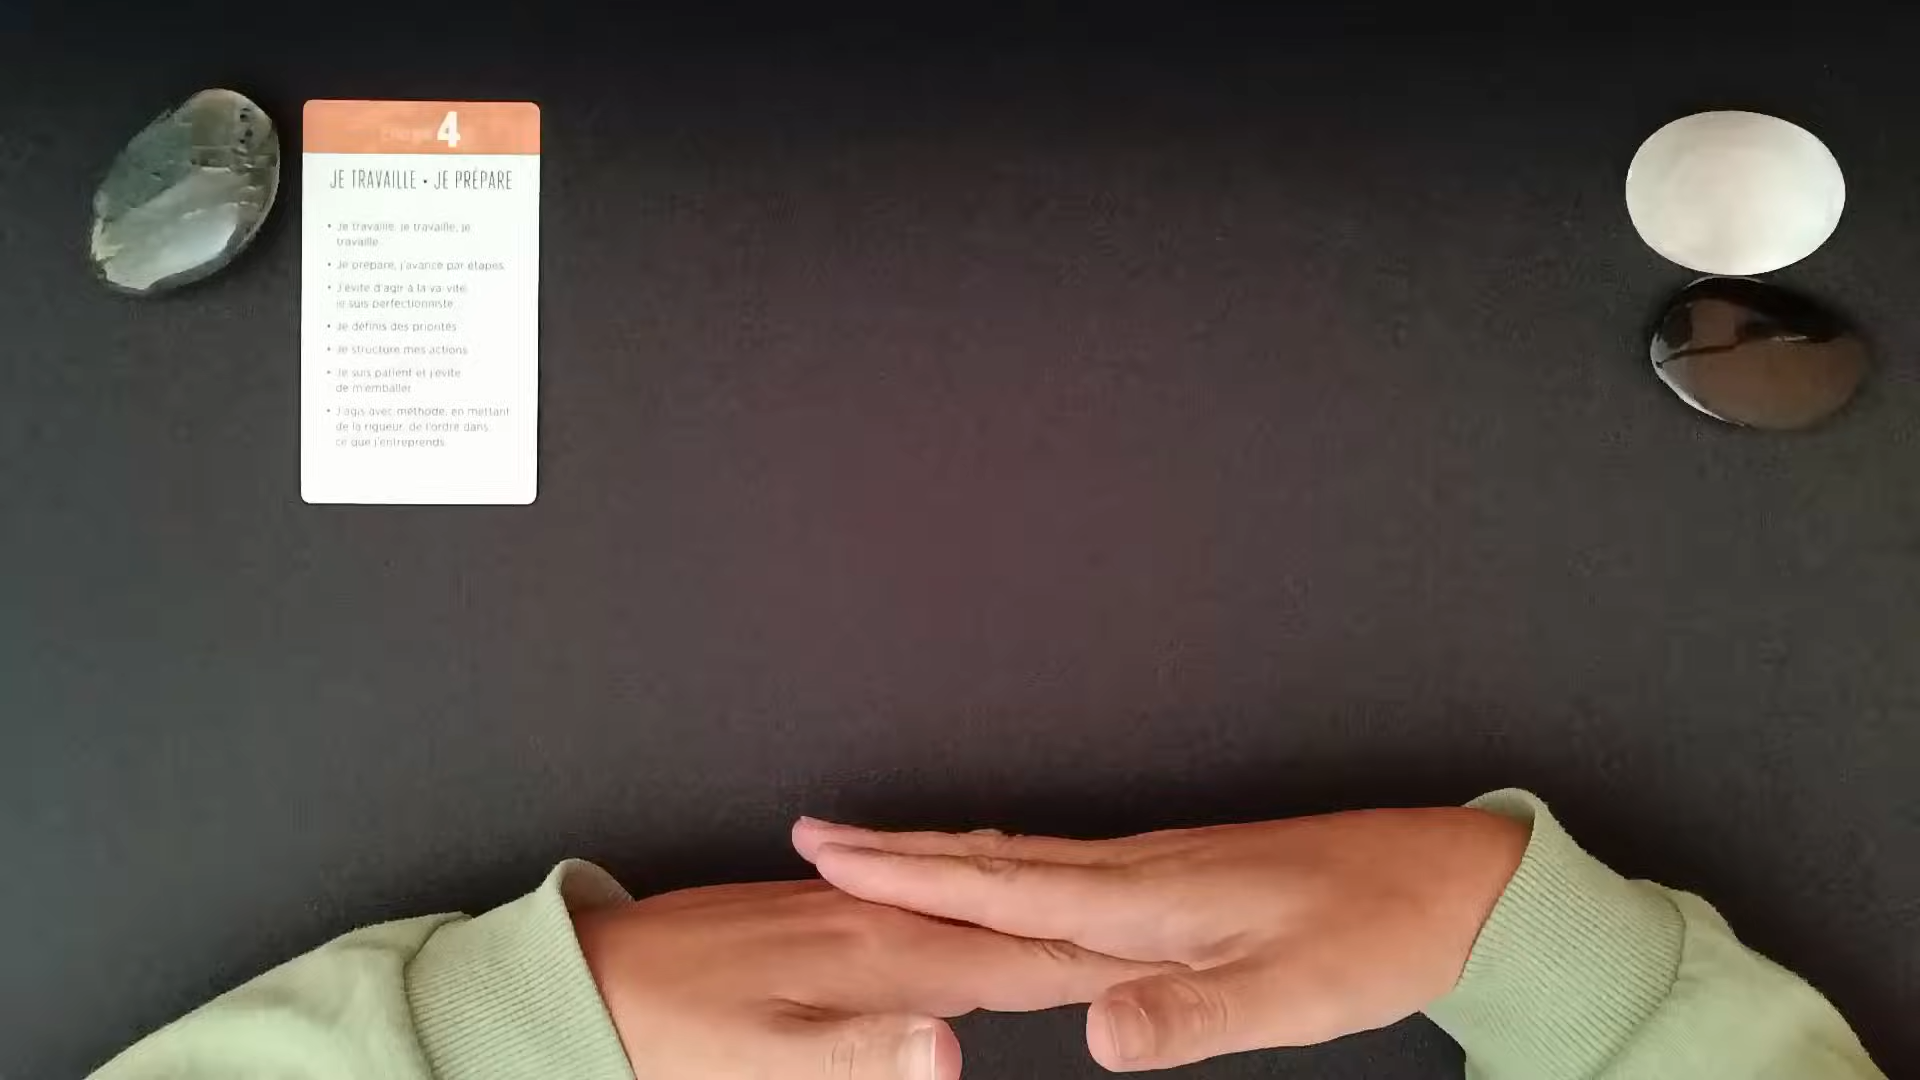 4
JE TRAVAILLE • JE PRÉPARE
• Je travaille, je travaille, je
travaille.
• Je prépare, j'avance par étapes.
• J'évite d'agir à la va-vite,
je suis perfectionniste.
• Je définis des priorités.
• Je structure mes actions.
• Je suis patient et j'évite
de m'emballer.
• J'agis avec méthode, en mettant
de la rigueur, de l'ordre dans
ce que j'entreprends.